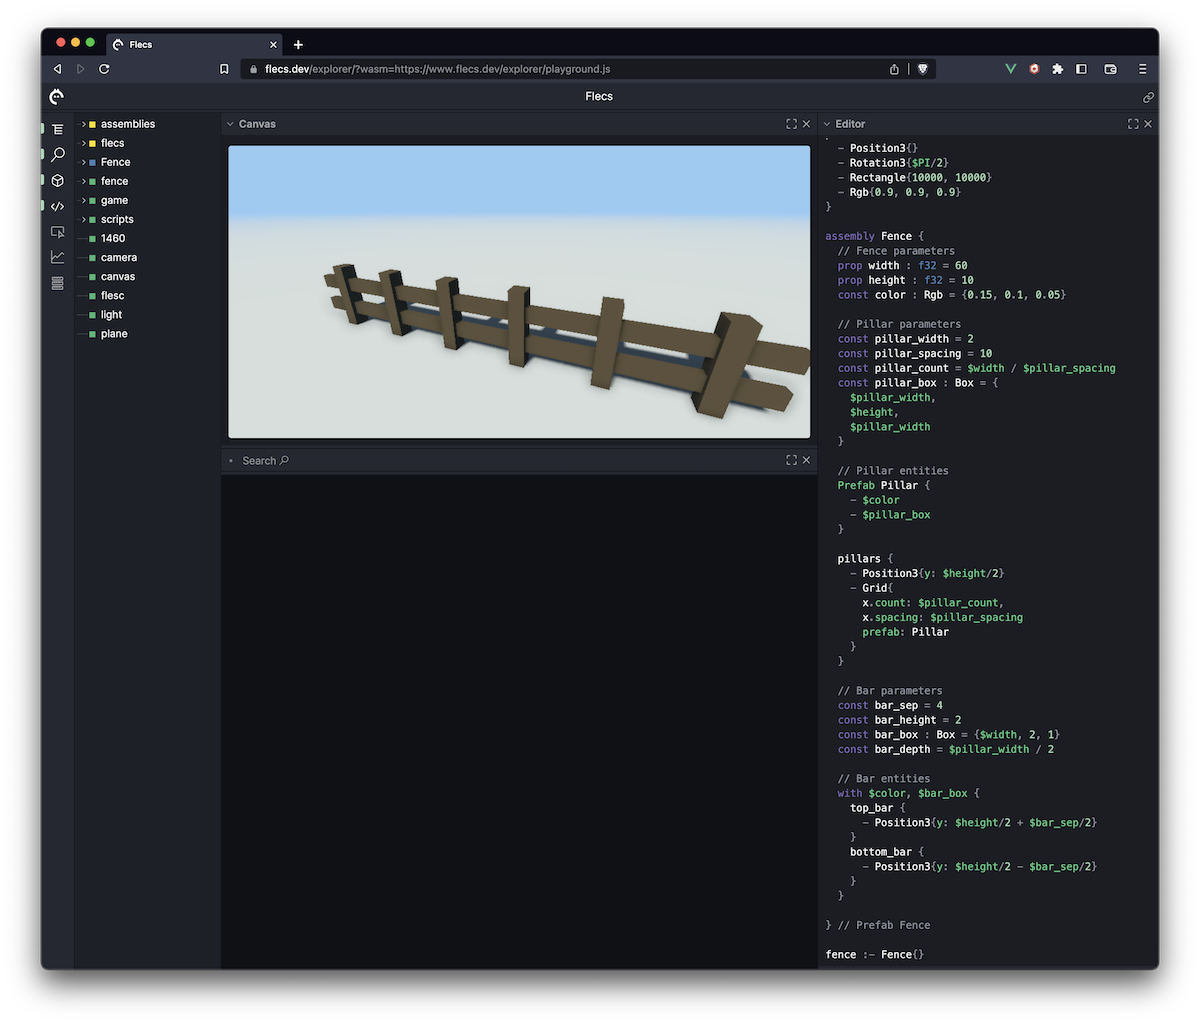 Flecs
flecs.dev/explorer/?wasm=https://www.flecs.dev/explorer/playground.js
Flecs
assemblies
flecs
Fence
fence
game
scripts
1460
camera
canvas
flesc
light
plane
Canvas
Search
Editor
- Position3{}
- Rotation3{$PI/2}
- Rectangle{10000, 10000}
- Rgb{0.9, 0.9, 0.9}
}
assembly Fence {
// Fence parameters
prop width : f32 = 60
prop height : f32 = 10
const color : Rgb = {0.15, 0.1, 0.05}
// Pillar parameters
const pillar_width = 2
const pillar_spacing = 10
const pillar_count = $width / $pillar_spacing
const pillar_box : Box = {
$pillar_width,
$height,
$pillar_width
}
// Pillar entities
Prefab Pillar {
- $color
- $pillar_box
}
pillars {
- Position3{y: $height/2}
- Grid{
x.count: $pillar_count,
x.spacing: $pillar_spacing
prefab: Pillar
}
}
// Bar parameters
const bar_sep = 4
const bar_height = 2
const bar_box : Box = {$width, 2, 1}
const bar_depth = $pillar_width / 2
// Bar entities
with $color, $bar_box {
top_bar {
- Position3{y: $height/2 + $bar_sep/2}
}
bottom_bar {
- Position3{y: $height/2 - $bar_sep/2}
}
}
} // Prefab Fence
fence :- Fence{}